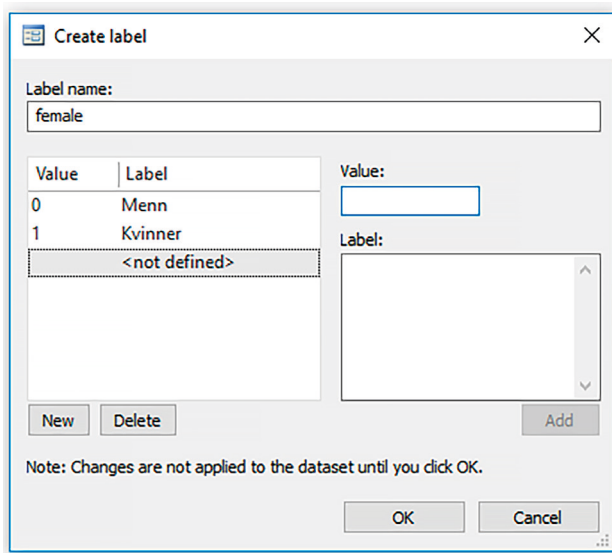 Create label
Label name:
female
Value Label
0 Menn
1 Kvinner
<not defined>
Value:
Label:
New Delete
Add
Note: Changes are not applied to the dataset until you click OK.
OK Cancel